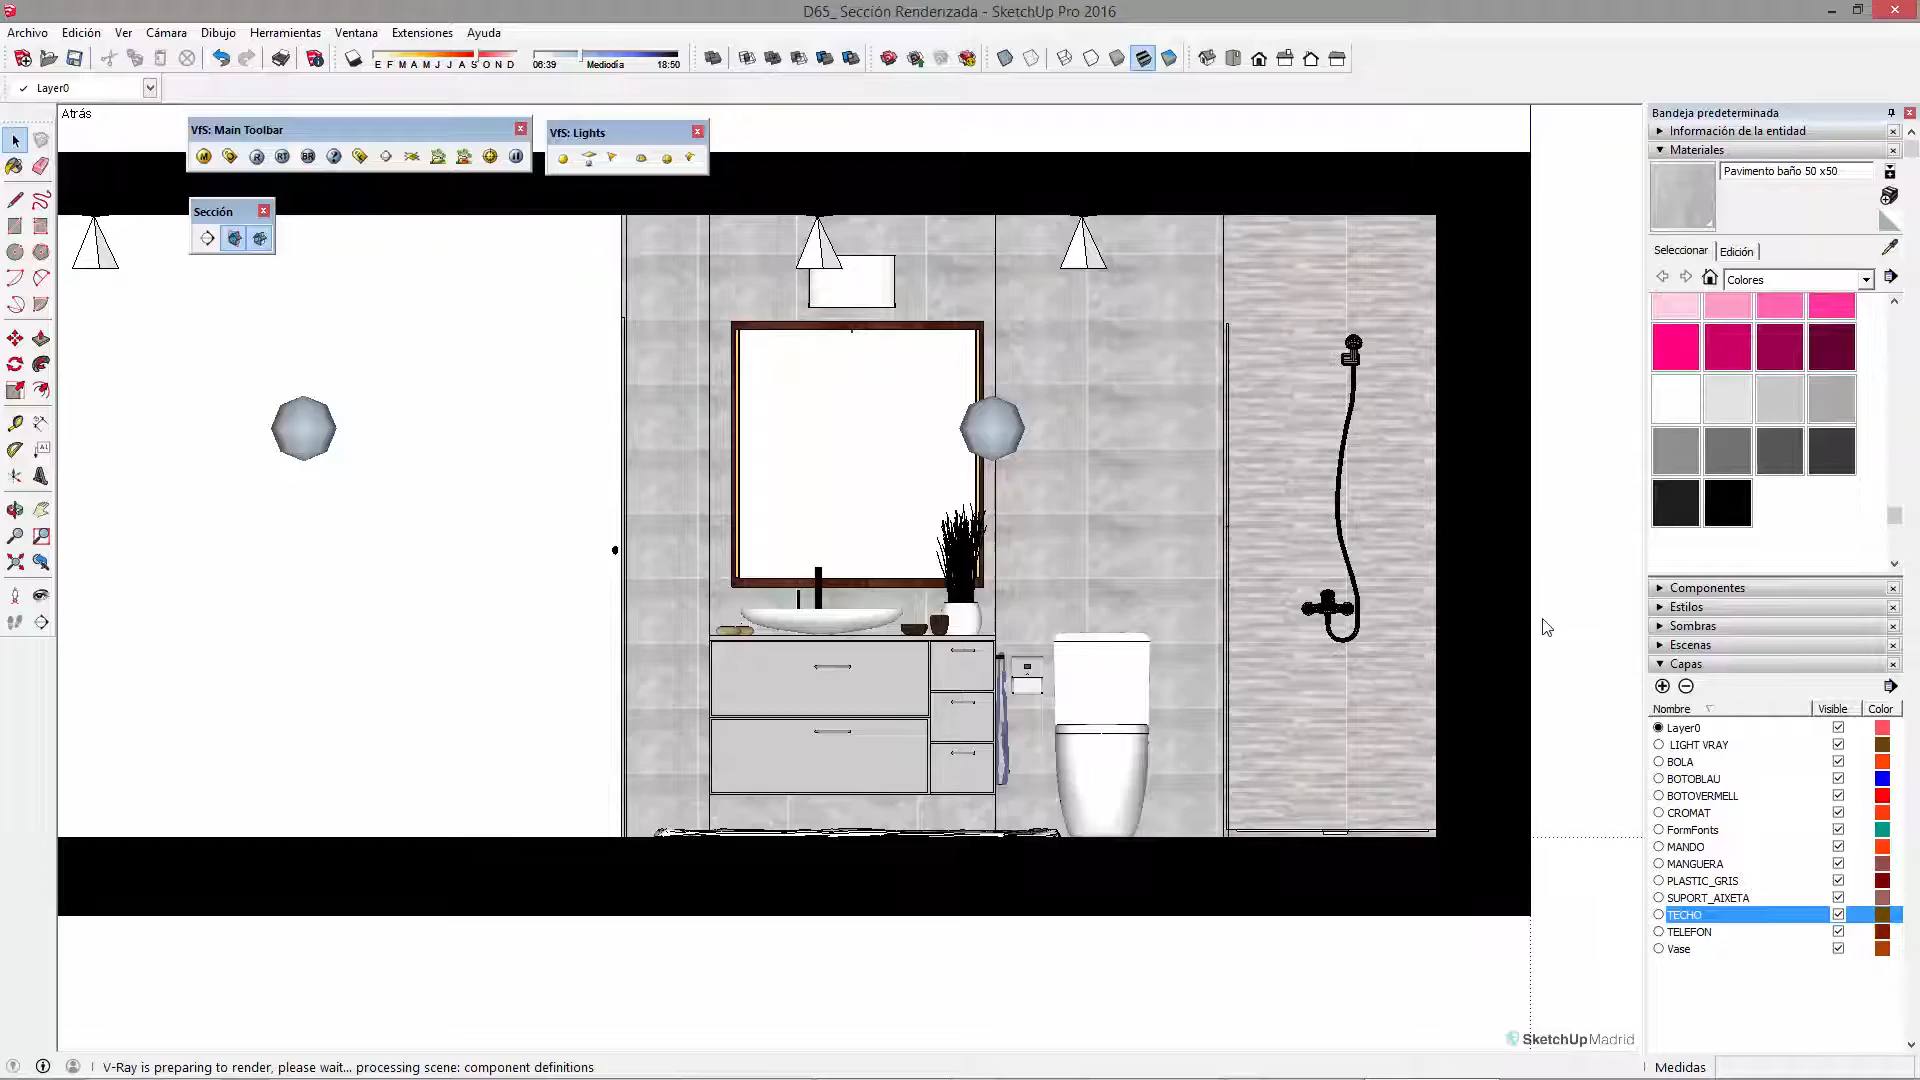 D65_ Sección Renderizada - SketchUp Pro 2016
Archivo Edición Ver Cámara Dibujo Herramientas Ventana Extensiones Ayuda
E F M A M J J A S O N D 06:39 Mediodía 18:50
Layer0
Atrás
VfS: Main Toolbar
VfS: Lights
Sección
Bandeja predeterminada
Información de la entidad
Materiales
Pavimento baño 50 x50
Seleccionar Edición
Colores
Componentes
Estilos
Sombras
Escenas
Capas
Nombre Visible Color
Layer0
LIGHT VRAY
BOLA
BOTOBLAU
BOTOVERMELL
CROMAT
FormFonts
MANDO
MANGUERA
PLASTIC_GRIS
SUPORT_AIXETA
TECHO
TELEFON
Vase
SketchUpMadrid
V-Ray is preparing to render, please wait... processing scene: component definitions
Medidas